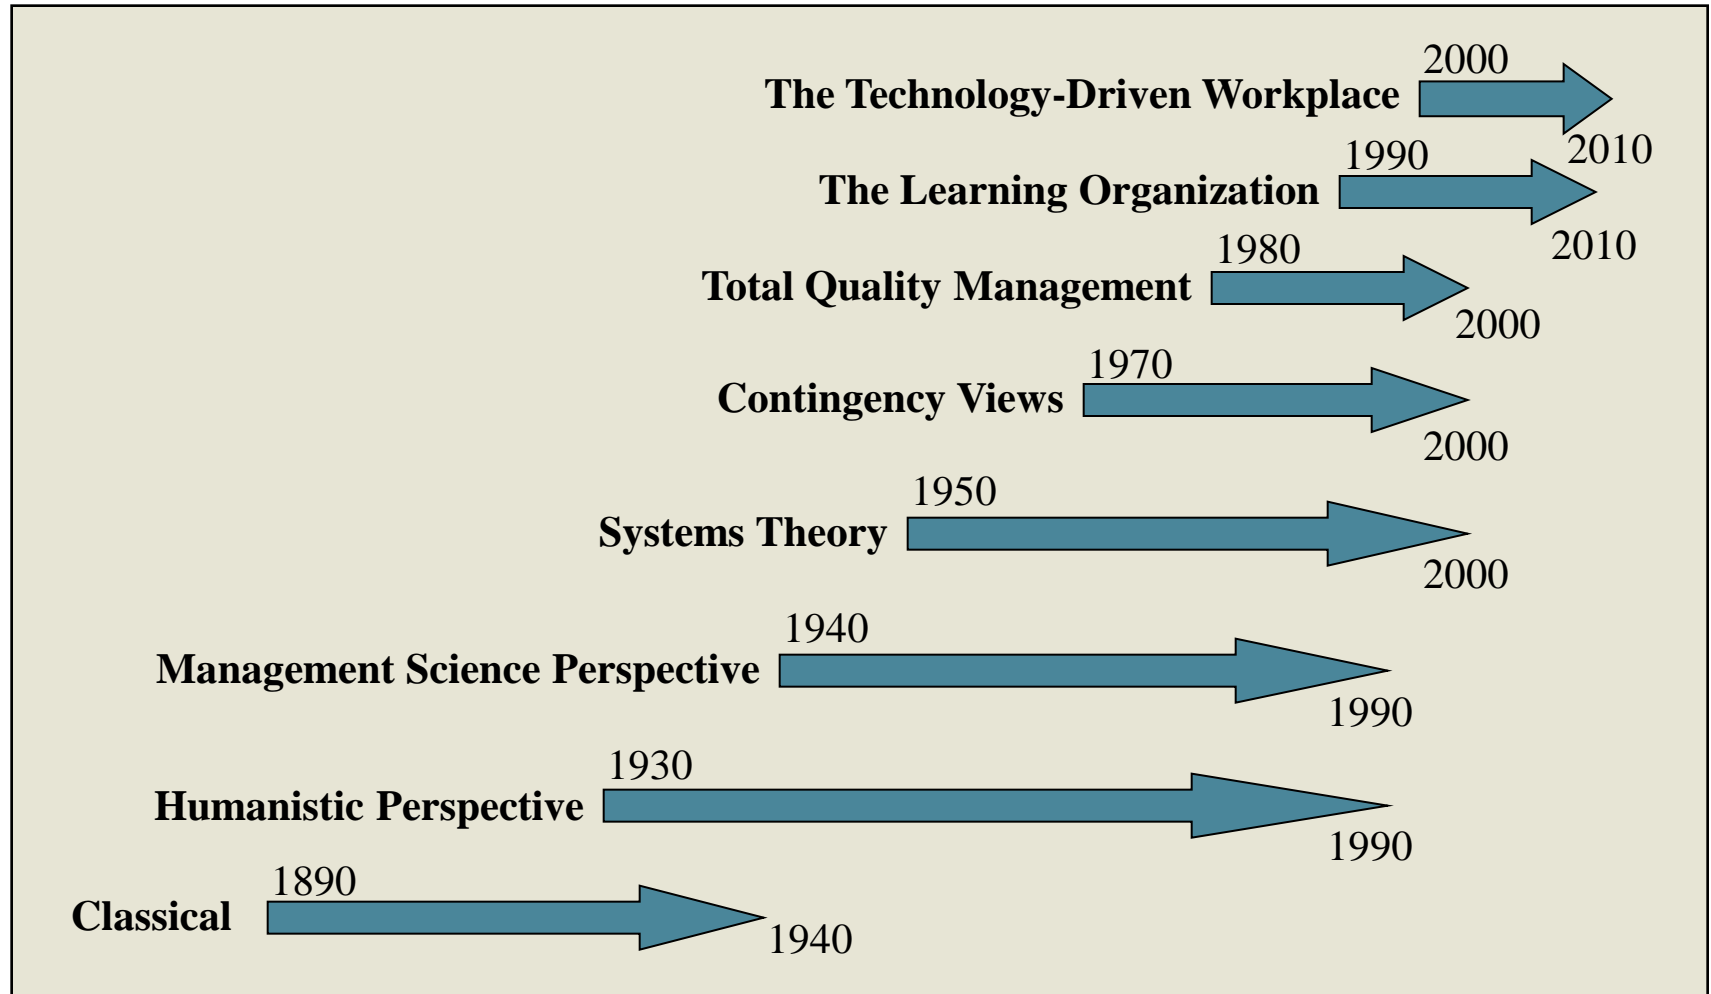 2000
The Technology-Driven Workplace
2010
1990
The Learning Organization
2010
1980
Total Quality Management
2000
1970
Contingency Views
2000
1950
Systems Theory
2000
1940
Management Science Perspective
1990
1930
Humanistic Perspective
1990
1890
Classical
1940